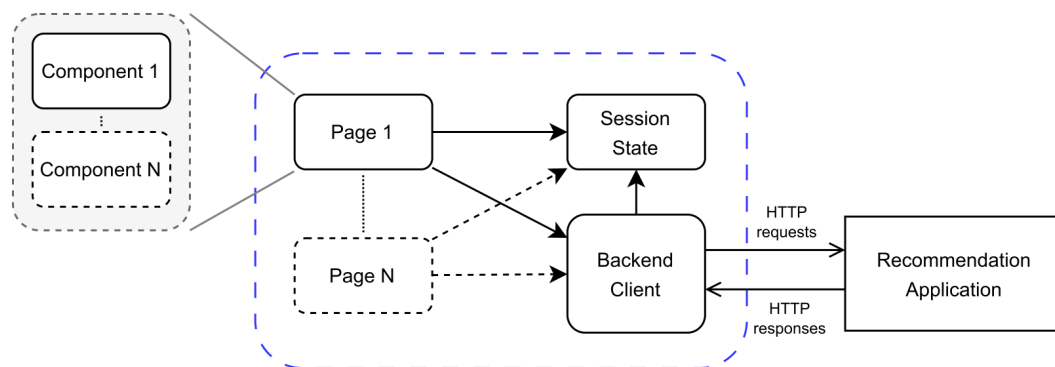 Component 1
Component N
Page 1
Session
State
Page N
Backend
Client
HTTP
requests
HTTP
responses
Recommendation
Application